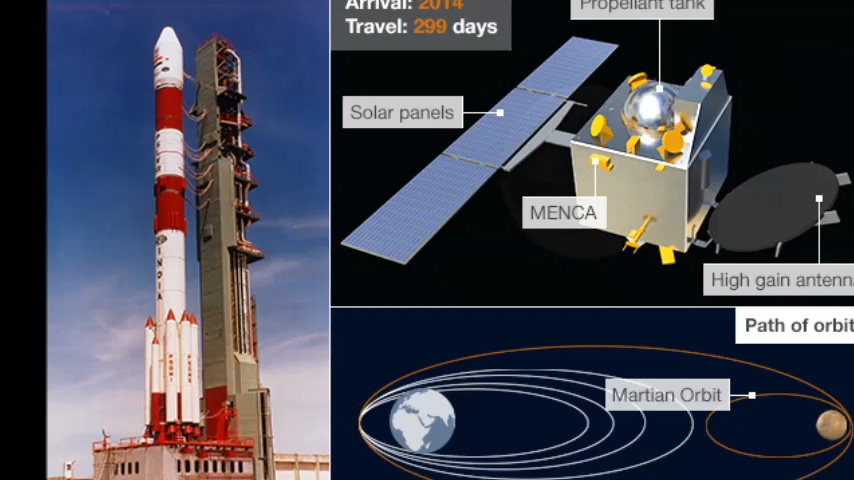 Arrival: 2014
Travel: 299 days
Propellant tank
Solar panels
MENCA
High gain antenna
Path of orbit
Martian Orbit
INDIA